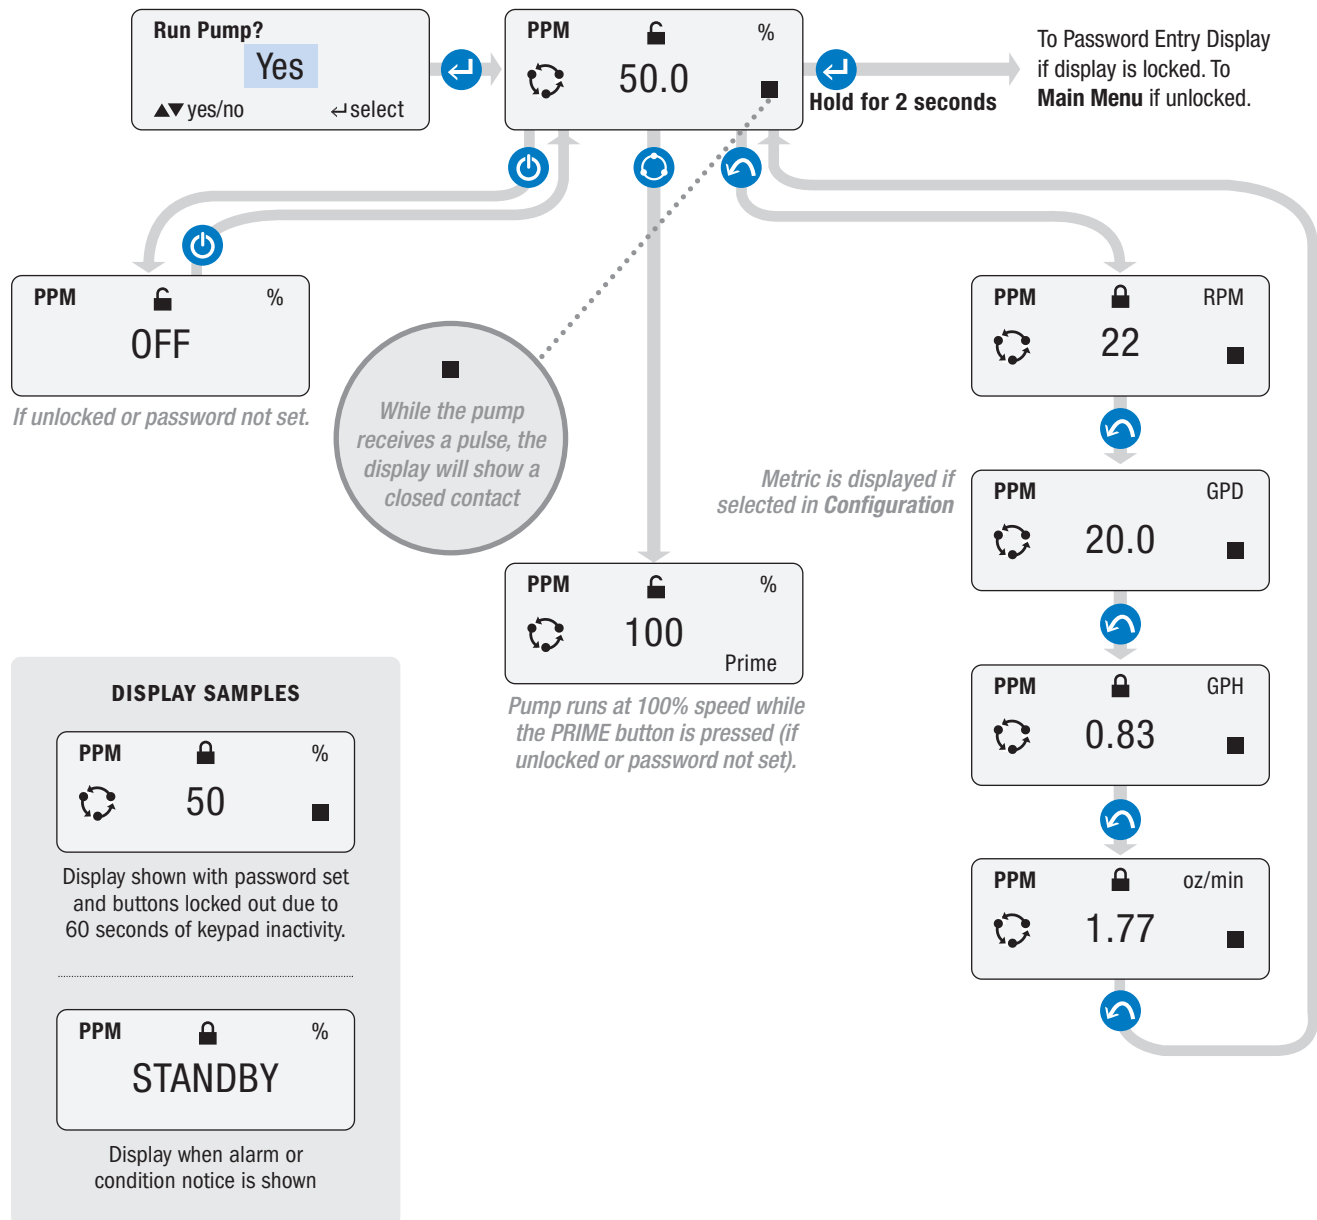 Run Pump?
Yes
▲▼ yes/no ↵ select
PPM %
50.0
Hold for 2 seconds
To Password Entry Display
if display is locked. To
Main Menu if unlocked.
PPM %
OFF
If unlocked or password not set.
While the pump
receives a pulse, the
display will show a
closed contact
PPM %
100
Prime
Pump runs at 100% speed while
the PRIME button is pressed (if
unlocked or password not set).
PPM RPM
22
Metric is displayed if
selected in Configuration
PPM GPD
20.0
PPM GPH
0.83
PPM oz/min
1.77
DISPLAY SAMPLES
PPM %
50
Display shown with password set
and buttons locked out due to
60 seconds of keypad inactivity.
PPM %
STANDBY
Display when alarm or
condition notice is shown